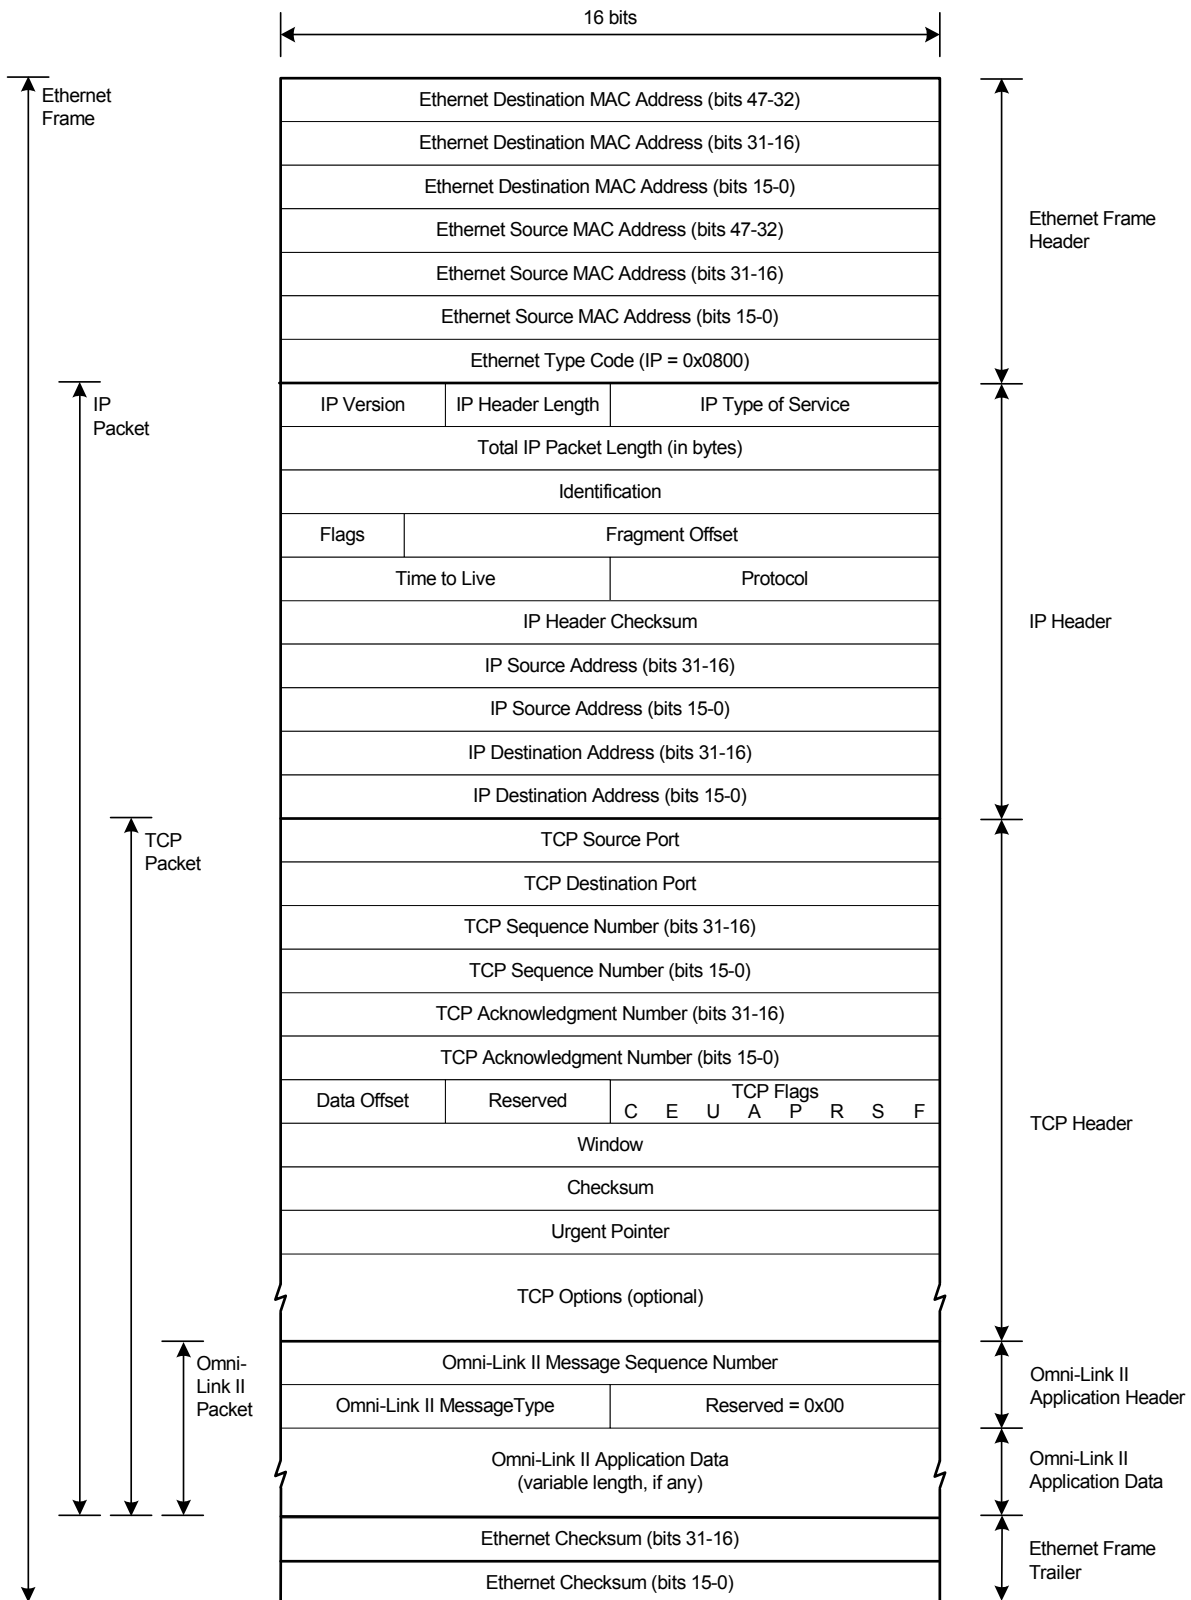 16 bits
Ethernet
Frame
Ethernet Destination MAC Address (bits 47-32)
Ethernet Destination MAC Address (bits 31-16)
Ethernet Destination MAC Address (bits 15-0)
Ethernet Source MAC Address (bits 47-32)
Ethernet Source MAC Address (bits 31-16)
Ethernet Source MAC Address (bits 15-0)
Ethernet Type Code (IP = 0x0800)
Ethernet Frame
Header
IP
Packet
IP Version
IP Header Length
IP Type of Service
Total IP Packet Length (in bytes)
Identification
Flags
Fragment Offset
Time to Live
Protocol
IP Header Checksum
IP Source Address (bits 31-16)
IP Source Address (bits 15-0)
IP Destination Address (bits 31-16)
IP Destination Address (bits 15-0)
IP Header
TCP
Packet
TCP Source Port
TCP Destination Port
TCP Sequence Number (bits 31-16)
TCP Sequence Number (bits 15-0)
TCP Acknowledgment Number (bits 31-16)
TCP Acknowledgment Number (bits 15-0)
Data Offset
Reserved
TCP Flags
C E U A P R S F
Window
Checksum
Urgent Pointer
TCP Options (optional)
TCP Header
Omni-
Link II
Packet
Omni-Link II Message Sequence Number
Omni-Link II MessageType
Reserved = 0x00
Omni-Link II
Application Header
Omni-Link II Application Data
(variable length, if any)
Omni-Link II
Application Data
Ethernet Checksum (bits 31-16)
Ethernet Checksum (bits 15-0)
Ethernet Frame
Trailer